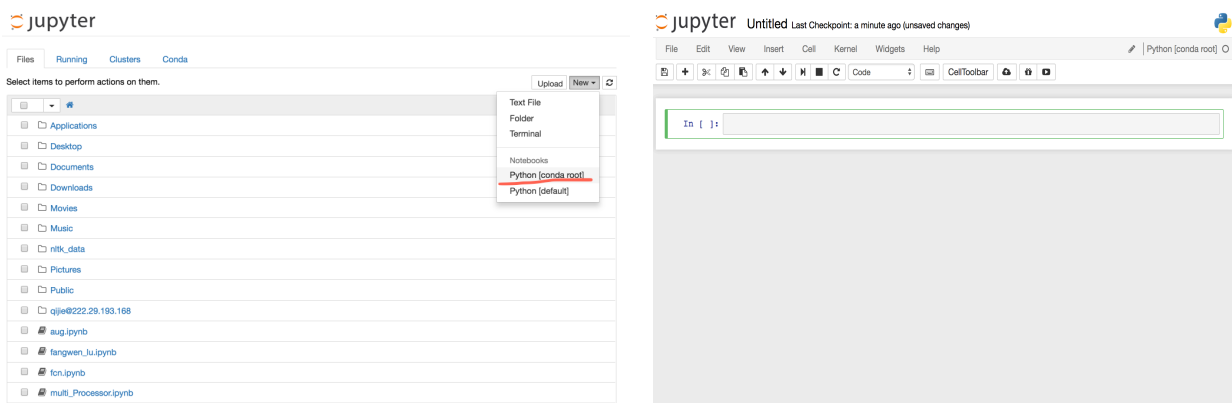 jupyter
Files Running Clusters Conda
Select items to perform actions on them.
Upload New
Text File
Folder
Terminal
Notebooks
Python [conda root]
Python [default]
Applications
Desktop
Documents
Downloads
Movies
Music
nltk_data
Pictures
Public
qijie@222.29.193.168
aug.ipynb
fangwen_lu.ipynb
fcn.ipynb
multi_Processor.ipynb
jupyter Untitled Last Checkpoint: a minute ago (unsaved changes)
File Edit View Insert Cell Kernel Widgets Help Python [conda root]
Code CellToolbar
In [ ]: